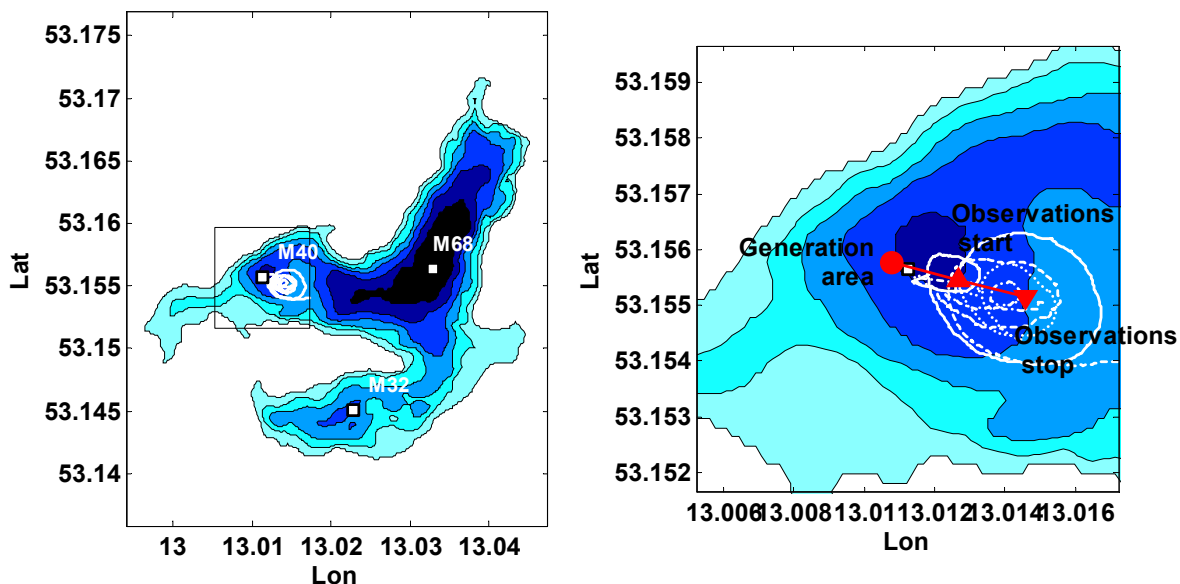 53.175
53.17
53.165
53.16
53.155
53.15
53.145
53.14
Lat
M40
M68
M32
13
13.01
13.02
13.03
13.04
Lon
53.159
53.158
53.157
53.156
53.155
53.154
53.153
53.152
Lat
Observations
start
Generation
area
Observations
stop
13.006
13.008
13.01
13.012
13.014
13.016
Lon